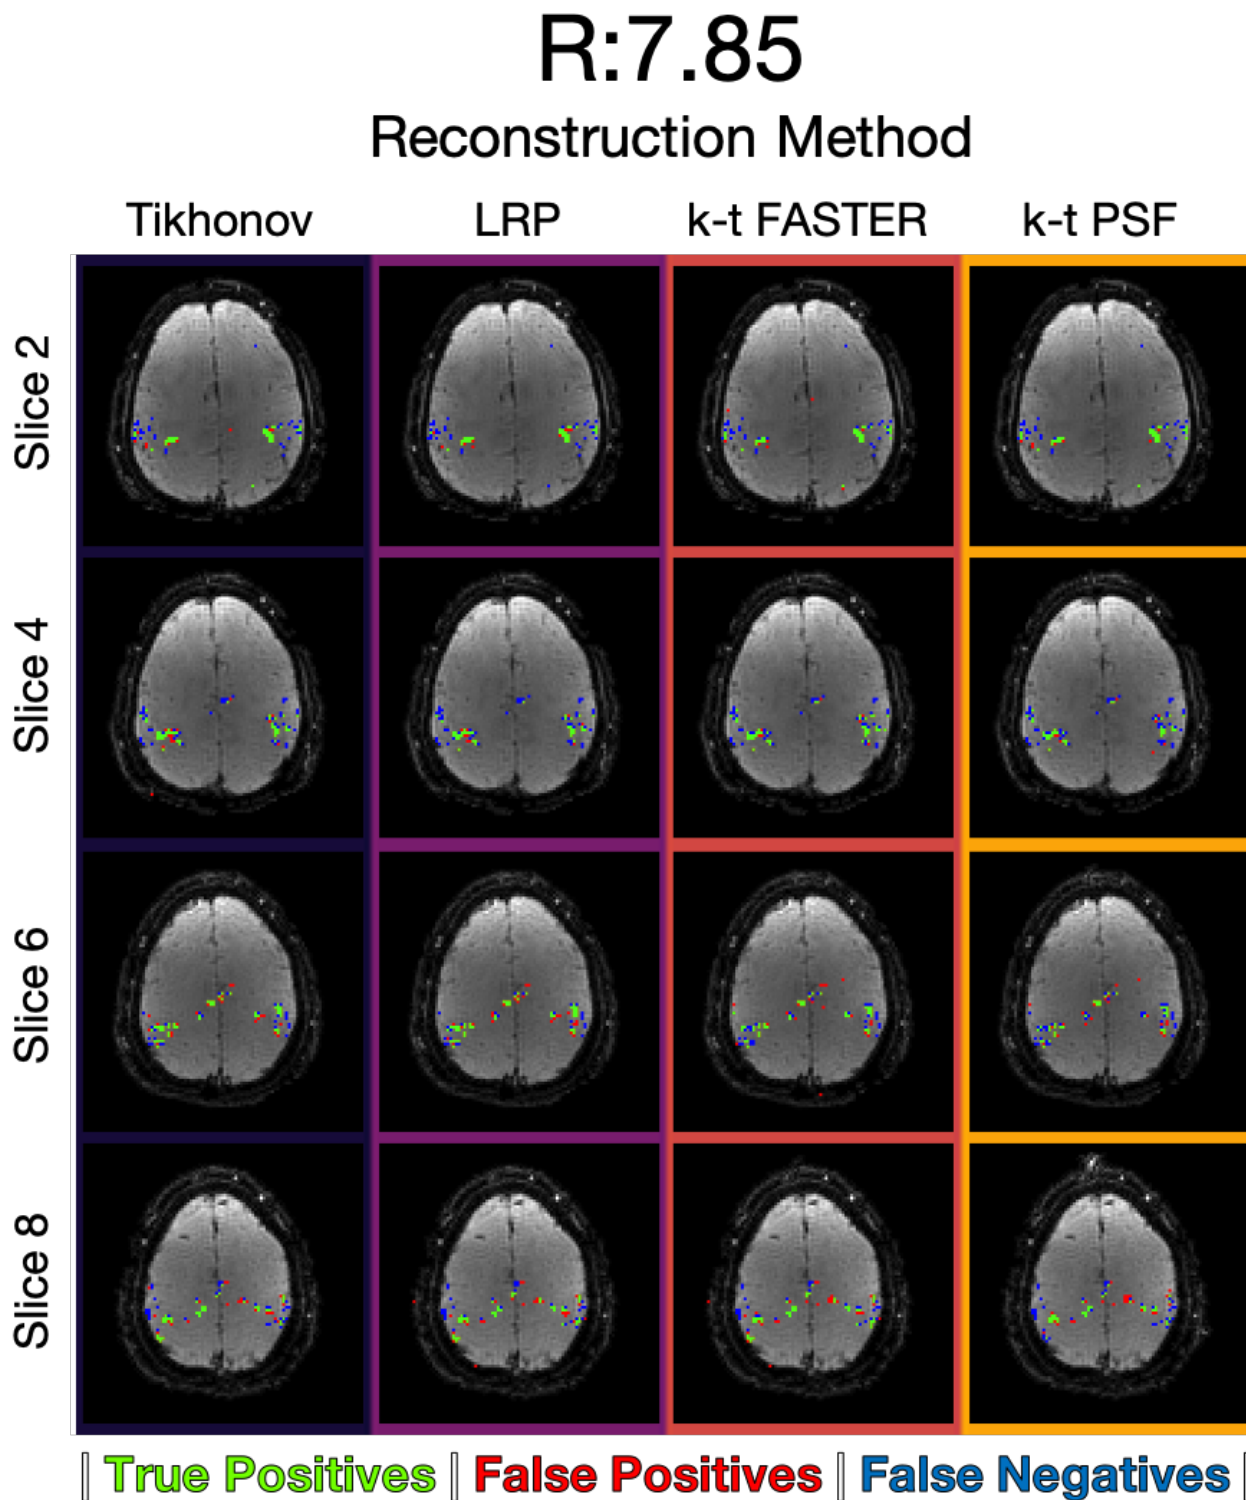 R:7.85
Reconstruction Method
Tikhonov LRP k-t FASTER k-t PSF
Slice 2
Slice 4
Slice 6
Slice 8
True Positives False Positives False Negatives